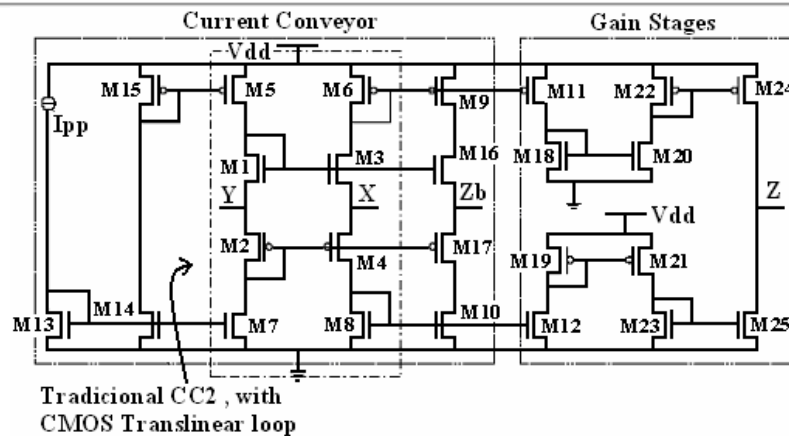 Current Conveyor
Gain Stages
Vdd
M15
M5
M6
M9
M11
M22
M24
Ipp
M1
M3
M16
M18
M20
Y
X
Zb
Z
Vdd
M2
M4
M17
M19
M21
M13
M14
M7
M8
M10
M12
M23
M25
Tradicional CC2 , with
CMOS Translinear loop